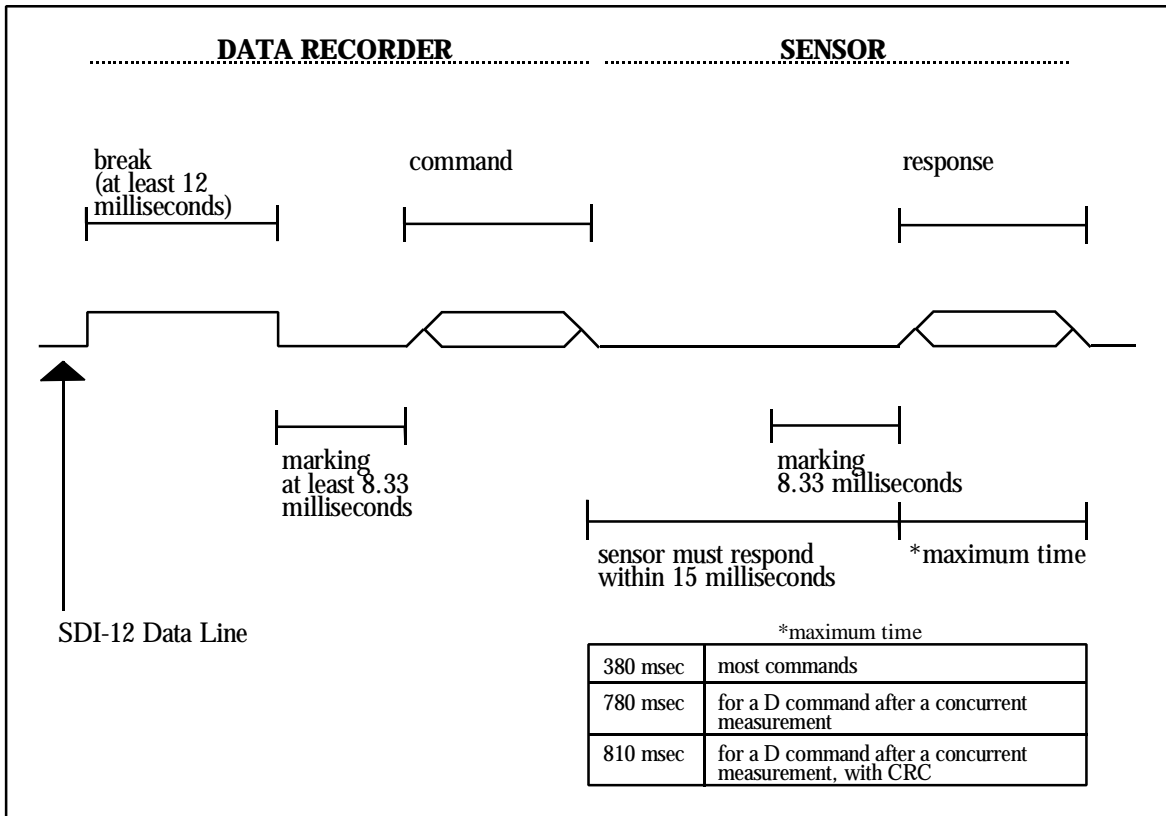 DATA RECORDER
SENSOR
break
(at least 12
milliseconds)
command
response
marking
at least 8.33
milliseconds
marking
8.33 milliseconds
sensor must respond
within 15 milliseconds
*maximum time
SDI-12 Data Line
*maximum time
380 msec most commands
780 msec for a D command after a concurrent
measurement
810 msec for a D command after a concurrent
measurement, with CRC